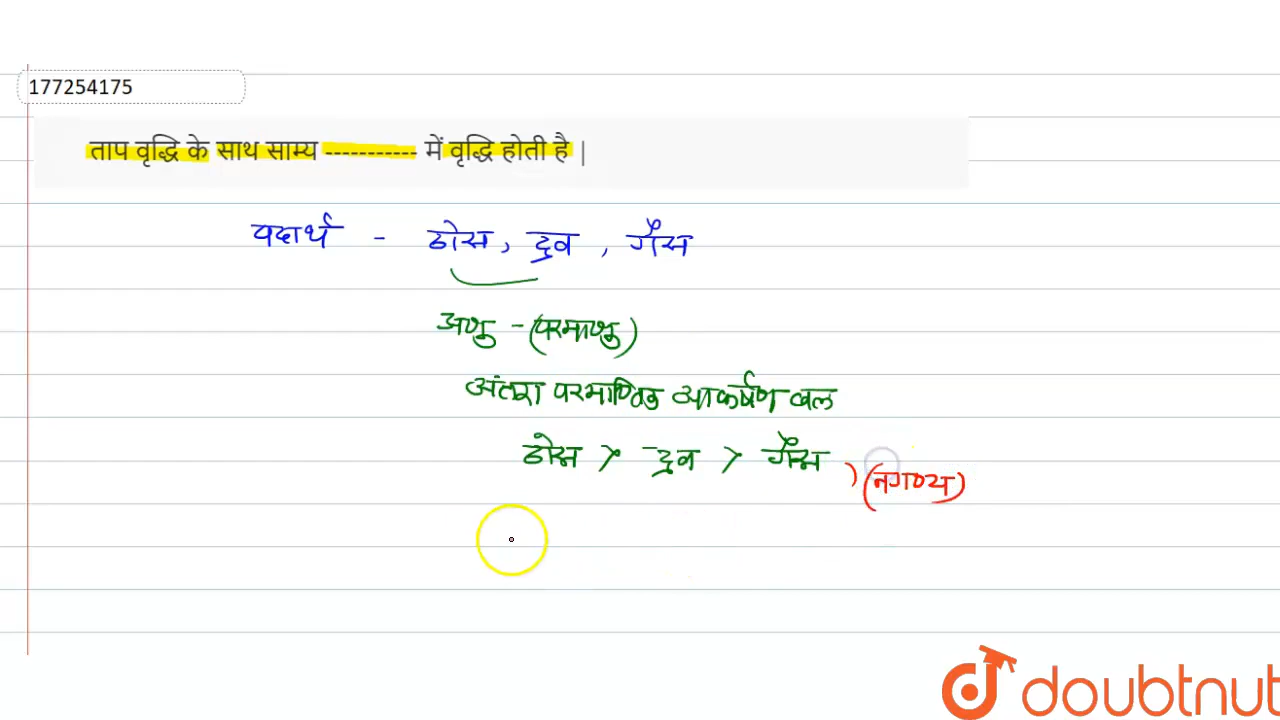 177254175
ताप वृद्धि के साथ साम्य ----------- में वृद्धि होती है |
पदार्थ - ठोस, द्रव, गैस
अणु - (परमाणु)
अंतरा परमाण्विक आकर्षण बल
ठोस > द्रव > गैस ) (नगण्य)
doubtnut